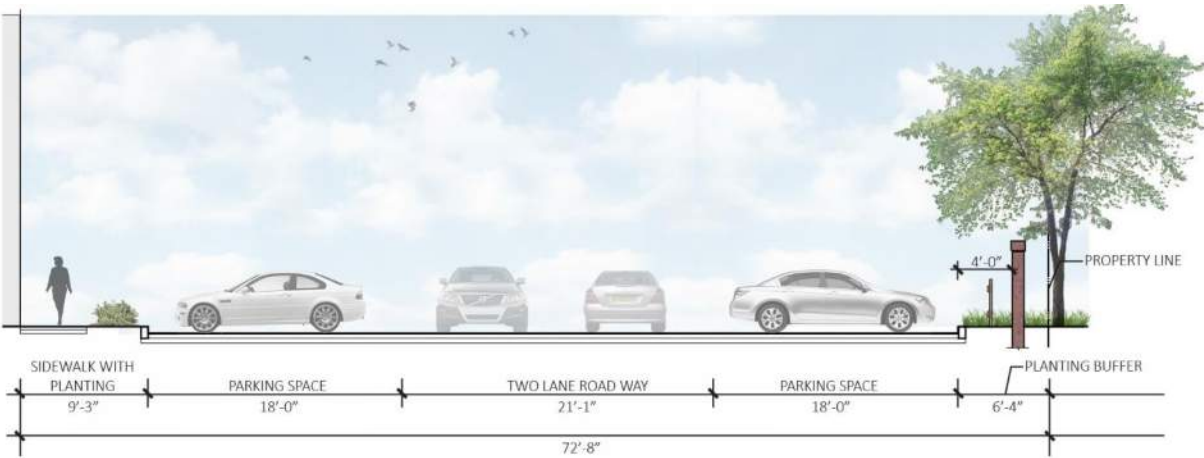 4'-0"
PROPERTY LINE
SIDEWALK WITH
PLANTING
9'-3"
PARKING SPACE
18'-0"
TWO LANE ROAD WAY
21'-1"
PARKING SPACE
18'-0"
PLANTING BUFFER
6'-4"
72'-8"